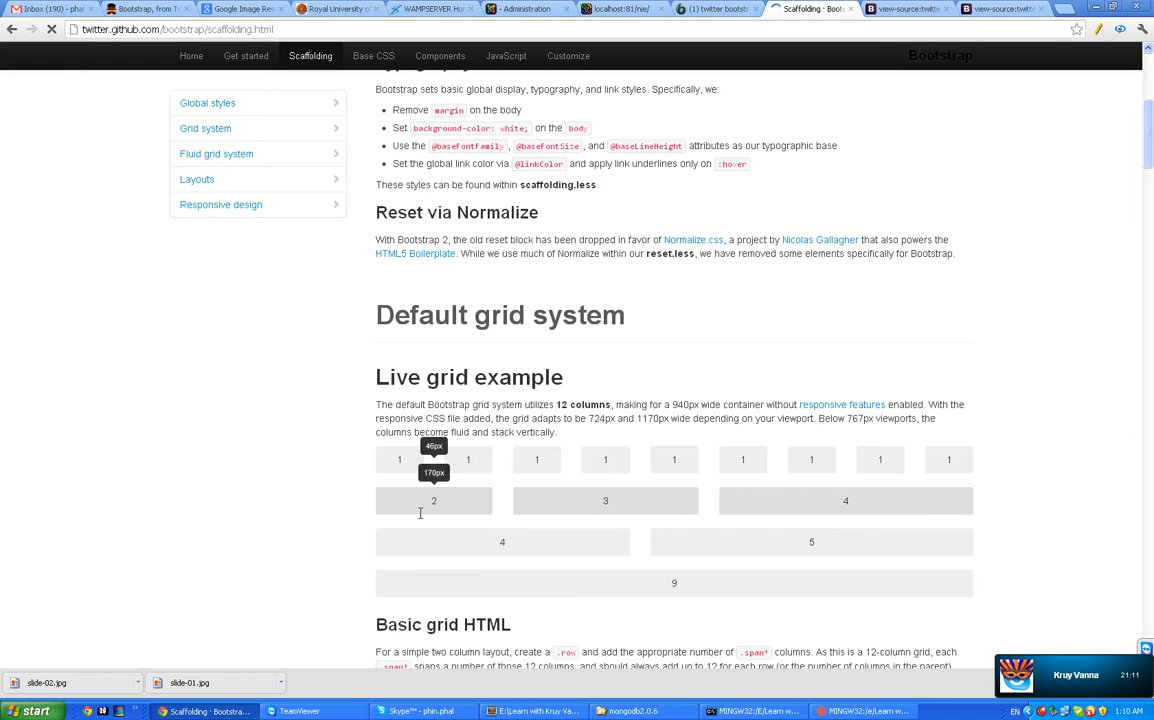 Inbox (190) - phal
Bootstrap, from T
Google Image Re
Royal University o
WAMPSERVER Ho
- Administration
localhost:81/nie/
(1) twitter bootstr
Scaffolding · Boots
view-source:twitte
view-source:twitte
twitter.github.com/bootstrap/scaffolding.html
Home Get started Scaffolding Base CSS Components JavaScript Customize Bootstrap
Global styles
Grid system
Fluid grid system
Layouts
Responsive design
Typography
Bootstrap sets basic global display, typography, and link styles. Specifically, we:
Remove margin on the body
Set background-color: white; on the body
Use the @baseFontFamily, @baseFontSize, and @baseLineHeight attributes as our typographic base
Set the global link color via @linkColor and apply link underlines only on :hover
These styles can be found within scaffolding.less.
Reset via Normalize
With Bootstrap 2, the old reset block has been dropped in favor of Normalize.css, a project by Nicolas Gallagher that also powers the
HTML5 Boilerplate. While we use much of Normalize within our reset.less, we have removed some elements specifically for Bootstrap.
Default grid system
Live grid example
The default Bootstrap grid system utilizes 12 columns, making for a 940px wide container without responsive features enabled. With the
responsive CSS file added, the grid adapts to be 724px and 1170px wide depending on your viewport. Below 767px viewports, the
columns become fluid and stack vertically.
46px
1 1 1 1 1 1 1 1 1
170px
2 3 4
4 5
9
Basic grid HTML
For a simple two column layout, create a .row and add the appropriate number of .span* columns. As this is a 12-column grid, each
.span* spans a number of those 12 columns, and should always add up to 12 for each row (or the number of columns in the parent).
slide-02.jpg
slide-01.jpg
Kruy Vanna 21:11
start
Scaffolding · Bootstra...
TeamViewer
Skype™ - phin.phal
E:\Learn with Kruy Va...
mongodb2.0.6
MINGW32:/E/Learn w...
MINGW32:/e/Learn w...
EN
1:10 AM